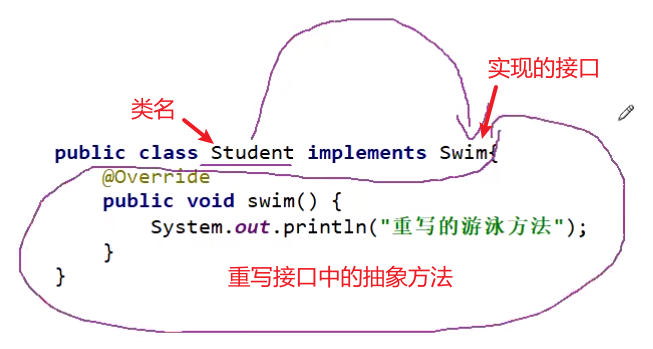 实现的接口
类名
public class Student implements Swim{
@Override
public void swim() {
System.out.println("重写的游泳方法");
}
}
重写接口中的抽象方法